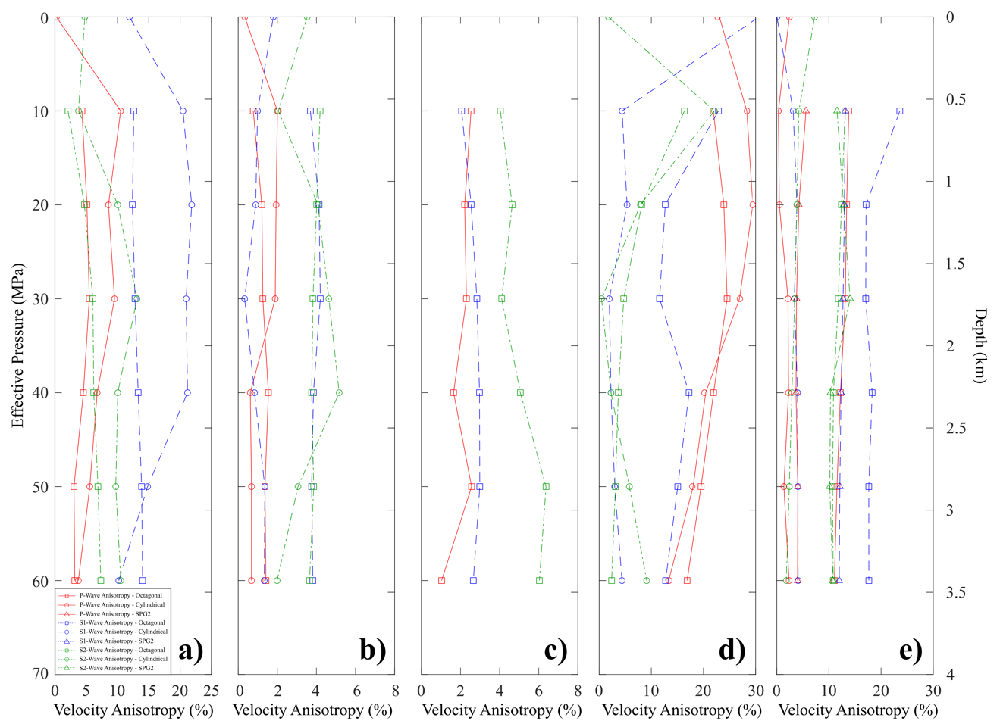 0
10
20
30
40
50
60
70
Effective Pressure (MPa)
P-Wave Anisotropy - Octagonal
P-Wave Anisotropy - Cylindrical
P-Wave Anisotropy - SPG2
S1-Wave Anisotropy - Octagonal
S1-Wave Anisotropy - Cylindrical
S1-Wave Anisotropy - SPG2
S2-Wave Anisotropy - Octagonal
S2-Wave Anisotropy - Cylindrical
S2-Wave Anisotropy - SPG2
a)
b)
c)
d)
e)
0 5 10 15 20 25
Velocity Anisotropy (%)
0 2 4 6 8
Velocity Anisotropy (%)
0 2 4 6 8
Velocity Anisotropy (%)
0 5 10 15 20 25 30
Velocity Anisotropy (%)
0 10 20 30
Velocity Anisotropy (%)
0
0.5
1
1.5
2
2.5
3
3.5
4
Depth (km)